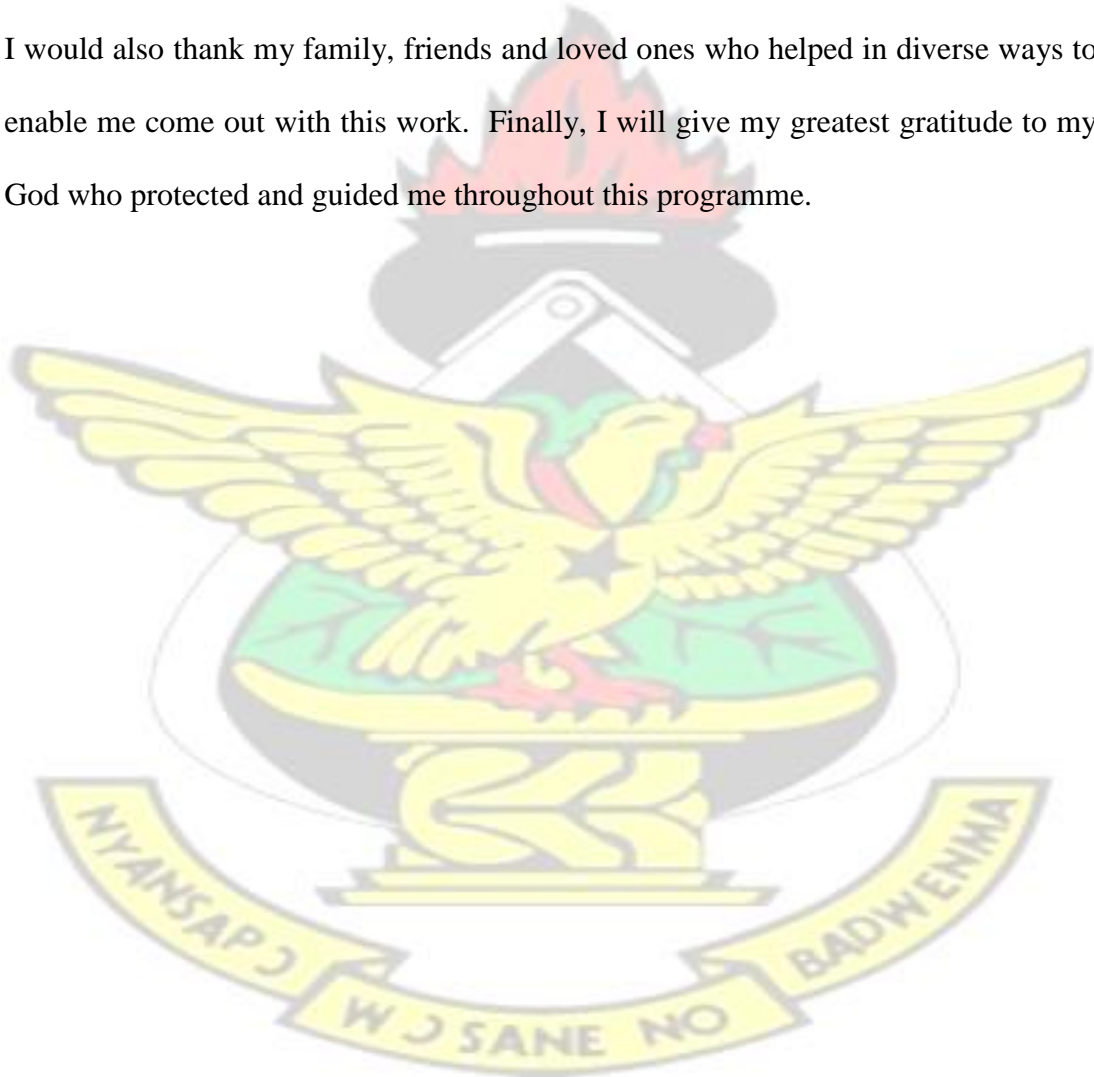 I would also thank my family, friends and loved ones who helped in diverse ways to
enable me come out with this work.  Finally, I will give my greatest gratitude to my
God who protected and guided me throughout this programme.
NYANSAPƆ
WƆSANE NO
BADWENMA